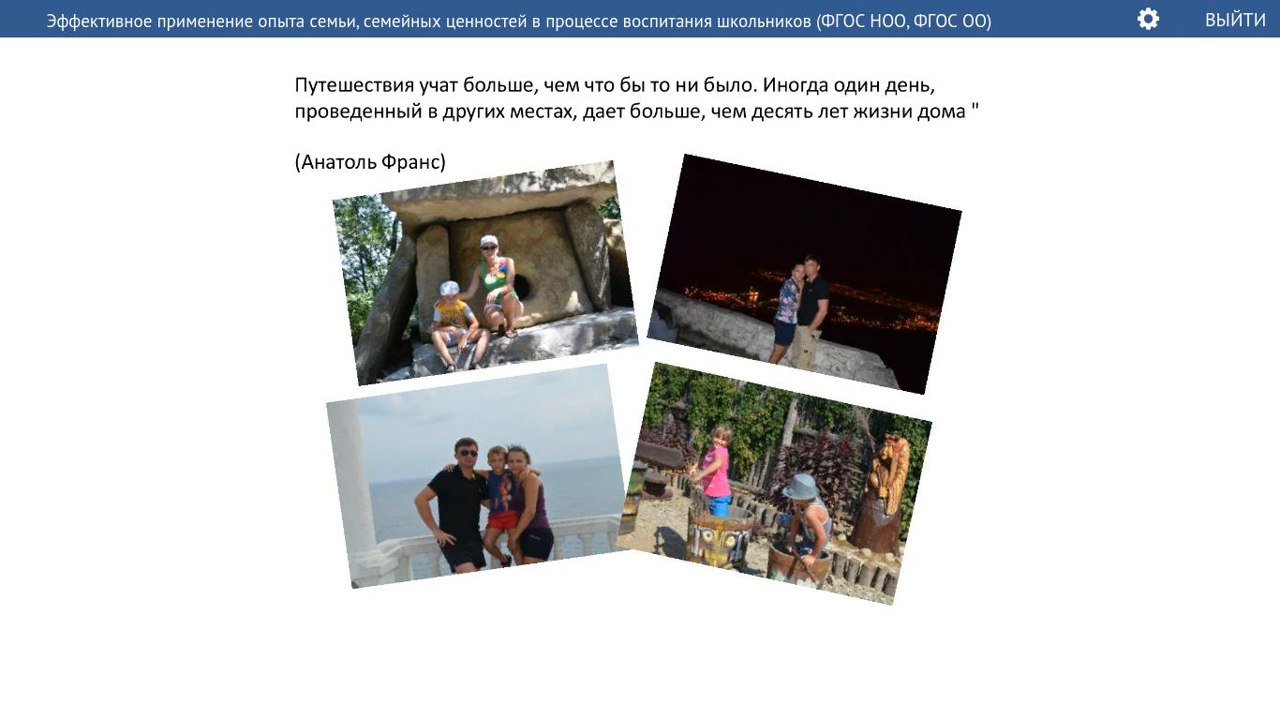 Эффективное применение опыта семьи, семейных ценностей в процессе воспитания школьников (ФГОС НОО, ФГОС ОО)
ВЫЙТИ
Путешествия учат больше, чем что бы то ни было. Иногда один день,
проведенный в других местах, дает больше, чем десять лет жизни дома "
(Анатоль Франс)